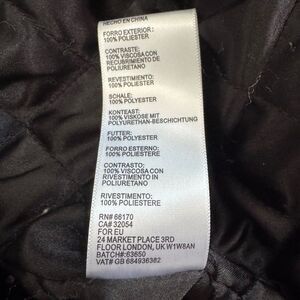 HECHO EN CHINA
FORRO EXTERIOR:
100% POLIESTER
CONTRASTE:
100% VISCOSA CON
RECUBRIMIENTO DE
POLIURETANO
REVESTIMIENTO:
100% POLYESTER
SCHALE:
100% POLYESTER
KONTEAST:
100% VISKOSE MIT
POLYURETHAN-BESCHICHTUNG
FUTTER:
100% POLYESTER
FORRO ESTERNO:
100% POLIESTERE
CONTRASTO:
100% VISCOSA CON
RIVESTIMENTO IN
POLIURETANO
RIVESTIMENTO:
100% POLIESTERE
RN# 66170
CA# 32054
FOR EU
24 MARKET PLACE 3RD
FLOOR LONDON, UK W1W8AN
BATCH#:63650
VAT# GB 684936382